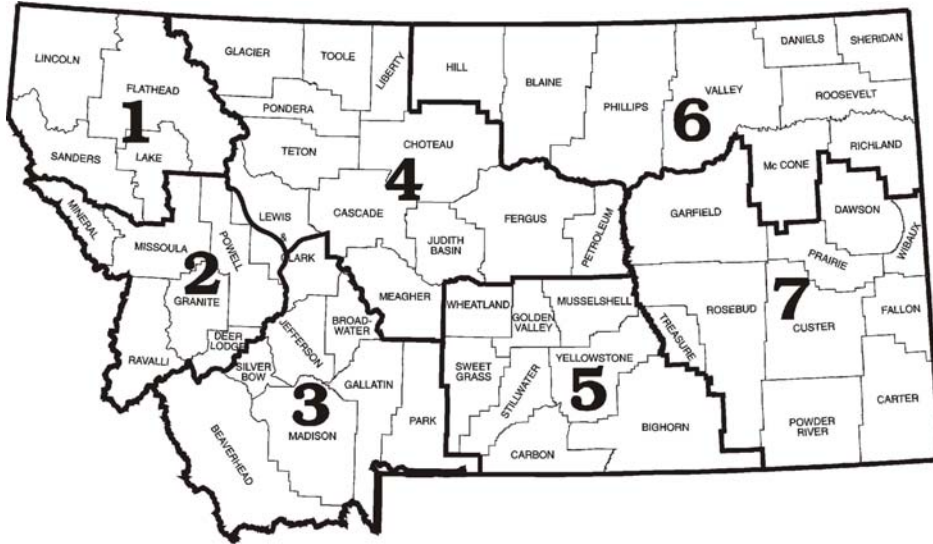 LINCOLN
FLATHEAD
1
SANDERS
LAKE
GLACIER
TOOLE
LIBERTY
PONDERA
TETON
CHOTEAU
4
LEWIS
&
CLARK
CASCADE
JUDITH
BASIN
FERGUS
PETROLEUM
MEAGHER
HILL
BLAINE
PHILLIPS
VALLEY
6
DANIELS
SHERIDAN
ROOSEVELT
Mc CONE
RICHLAND
MINERAL
MISSOULA
POWELL
2
GRANITE
DEER
LODGE
RAVALLI
SILVER
BOW
JEFFERSON
BROAD-
WATER
GALLATIN
3
MADISON
PARK
BEAVERHEAD
WHEATLAND
GOLDEN
VALLEY
MUSSELSHELL
SWEET
GRASS
STILLWATER
YELLOWSTONE
5
CARBON
BIGHORN
GARFIELD
DAWSON
WIBAUX
PRAIRIE
ROSEBUD
TREASURE
7
CUSTER
FALLON
POWDER
RIVER
CARTER